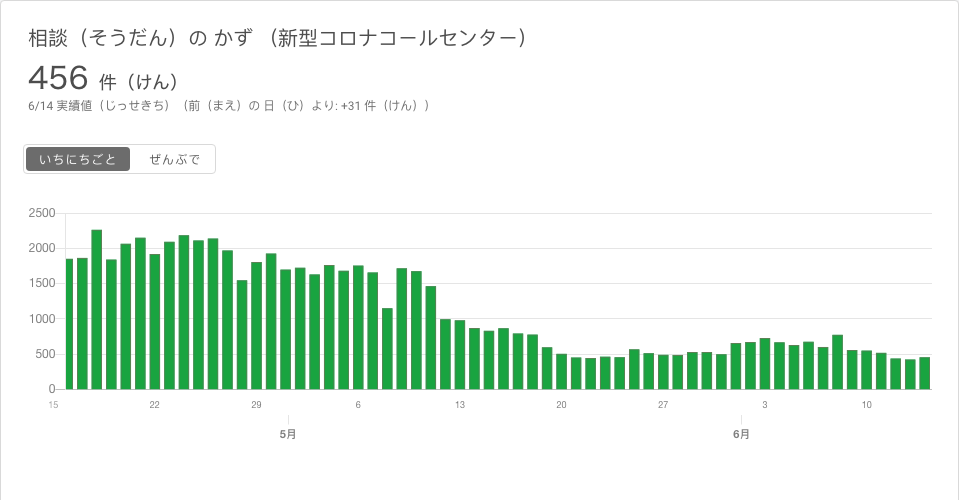 相談（そうだん）の かず （新型コロナコールセンター）
456 件（けん）
6/14 実績値（じっせきち）（前（まえ）の 日（ひ）より: +31 件（けん））
いちにちごと ぜんぶで
2500
2000
1500
1000
500
0
15 22 29 6 13 20 27 3 10
5月 6月